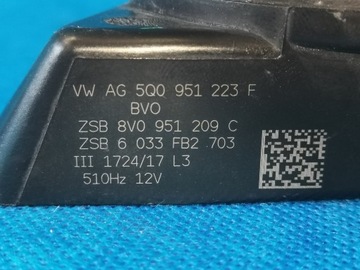 VW AG 5Q0 951 223 F
BVO
ZSB 8V0 951 209 C
ZSB 6 033 FB2 703
III 1724/17 L3
510Hz 12V